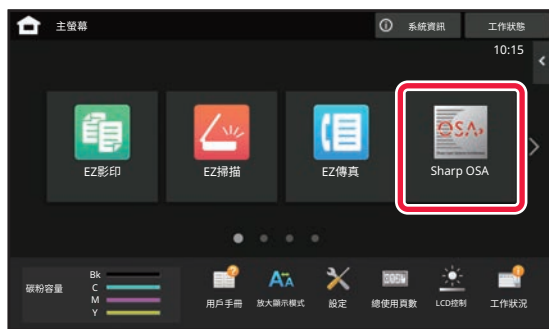 主螢幕
系統資訊
工作狀態
10:15
EZ影印
EZ掃描
EZ傳真
OSA
Sharp OSA
碳粉容量
Bk
C
M
Y
用戶手冊
放大顯示模式
設定
總使用頁數
LCD控制
工作狀況